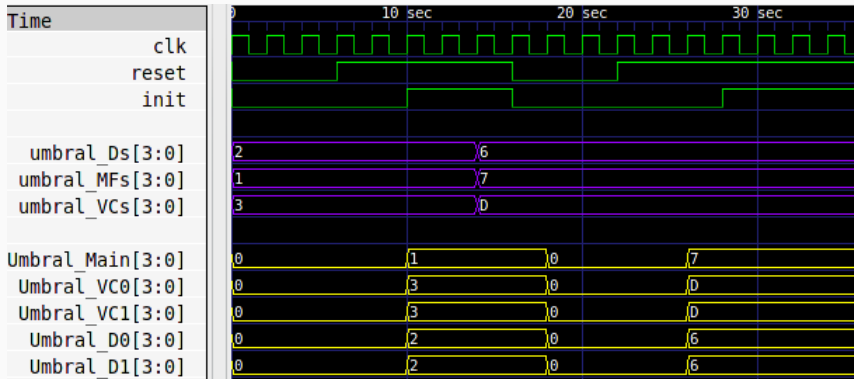 Time 0 10 sec 20 sec 30 sec
clk
reset
init
umbral_Ds[3:0] 2 6
umbral_MFs[3:0] 1 7
umbral_VCs[3:0] 3 D
Umbral_Main[3:0] 0 1 0 7
Umbral_VC0[3:0] 0 3 0 D
Umbral_VC1[3:0] 0 3 0 D
Umbral_D0[3:0] 0 2 0 6
Umbral_D1[3:0] 0 2 0 6